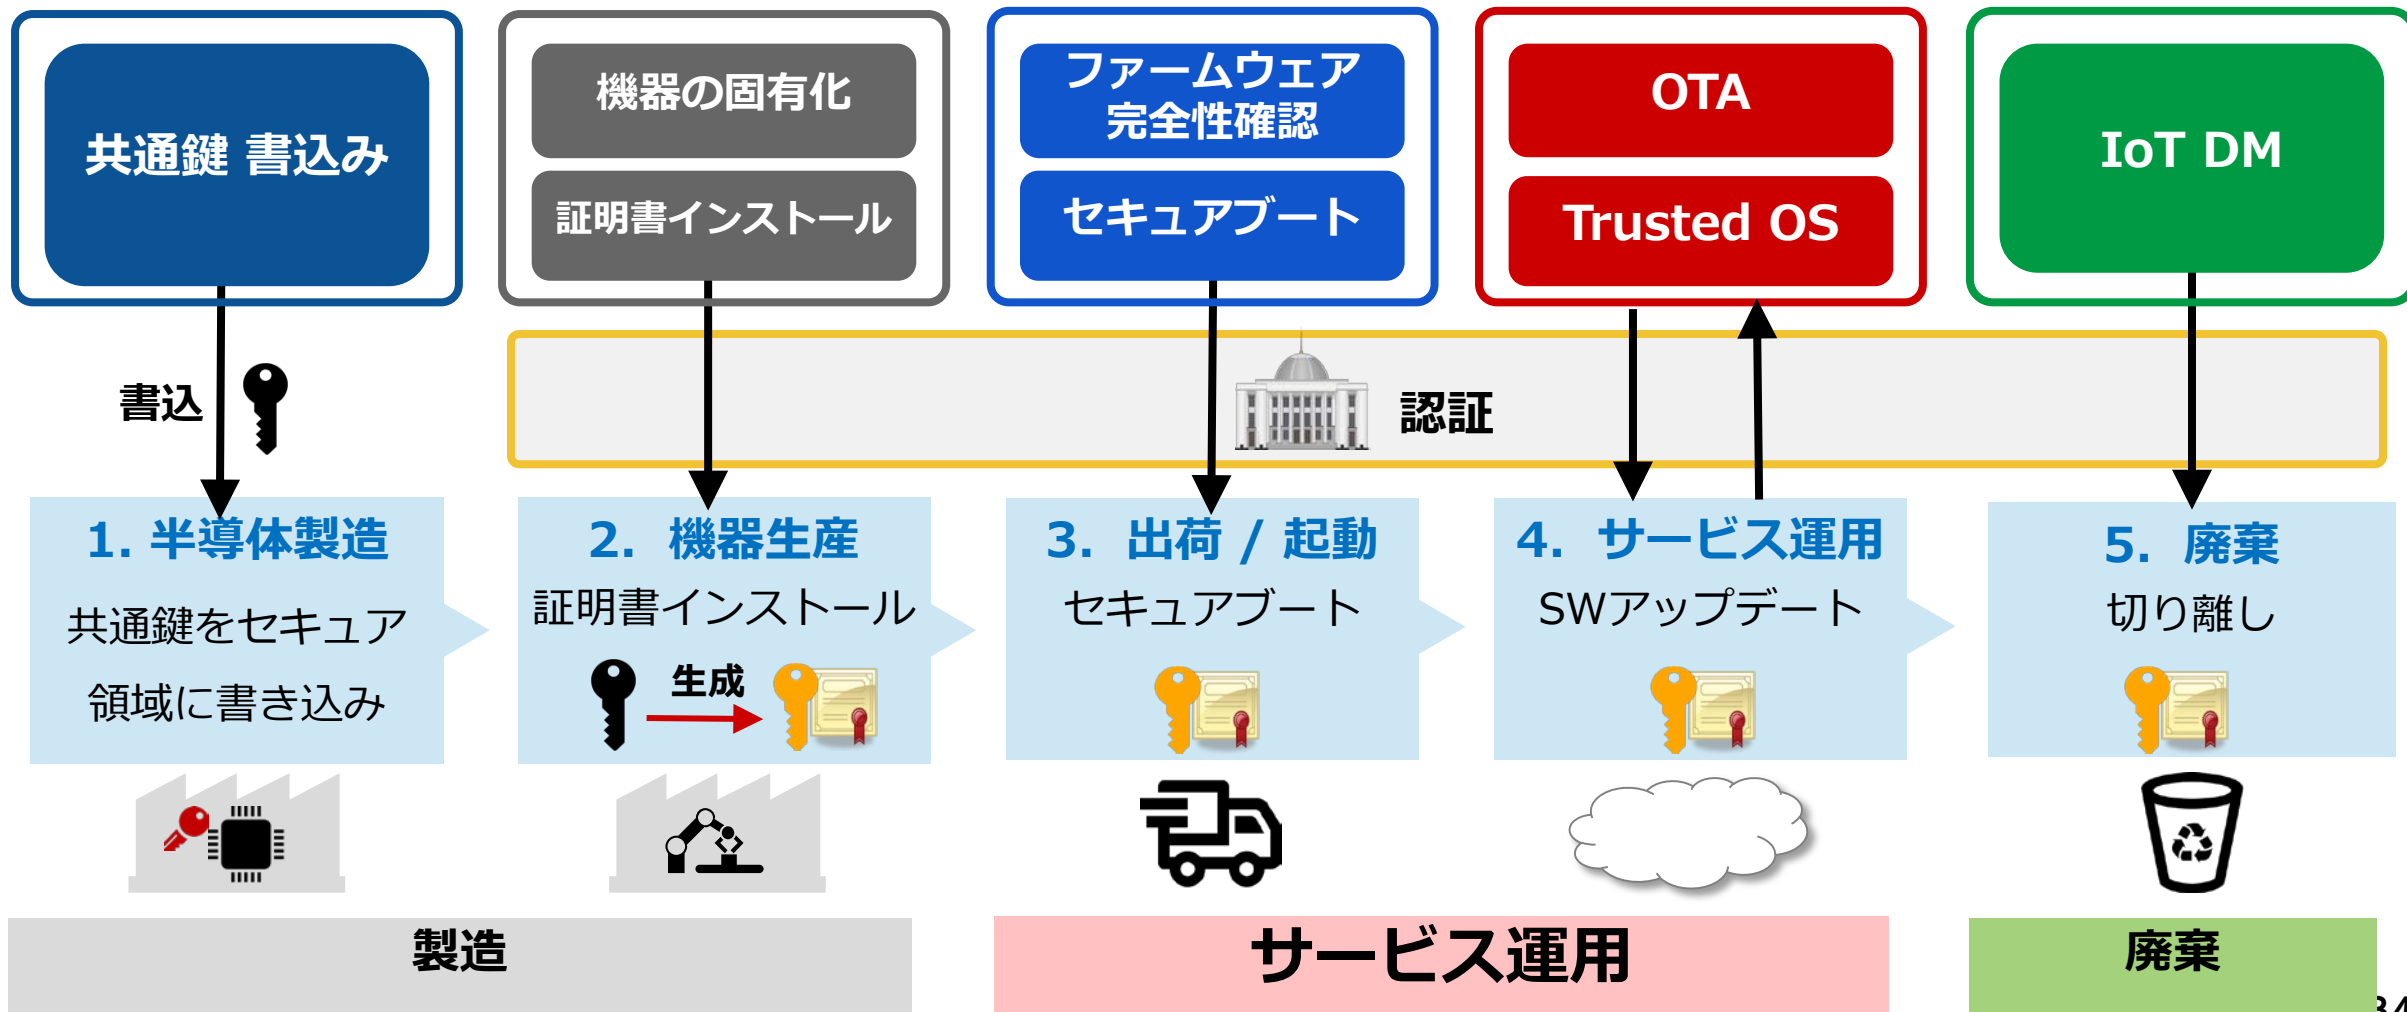 共通鍵 書込み
機器の固有化
証明書インストール
ファームウェア
完全性確認
セキュアブート
OTA
Trusted OS
IoT DM
書込
認証
1. 半導体製造
共通鍵をセキュア
領域に書き込み
2. 機器生産
証明書インストール
生成
3. 出荷 / 起動
セキュアブート
4. サービス運用
SWアップデート
5. 廃棄
切り離し
製造
サービス運用
廃棄